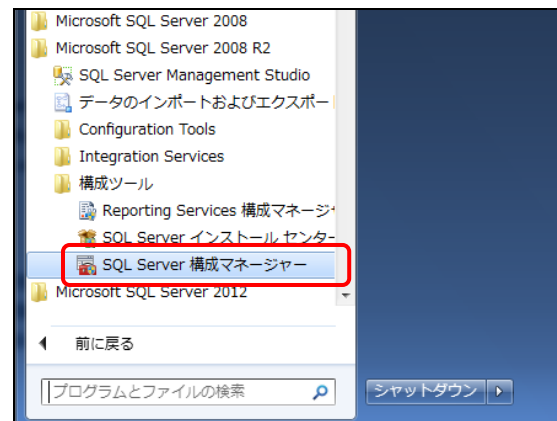 Microsoft SQL Server 2008
Microsoft SQL Server 2008 R2
SQL Server Management Studio
データのインポートおよびエクスポー
Configuration Tools
Integration Services
構成ツール
Reporting Services 構成マネージ
SQL Server インストール センター
SQL Server 構成マネージャー
Microsoft SQL Server 2012
前に戻る
プログラムとファイルの検索
シャットダウン